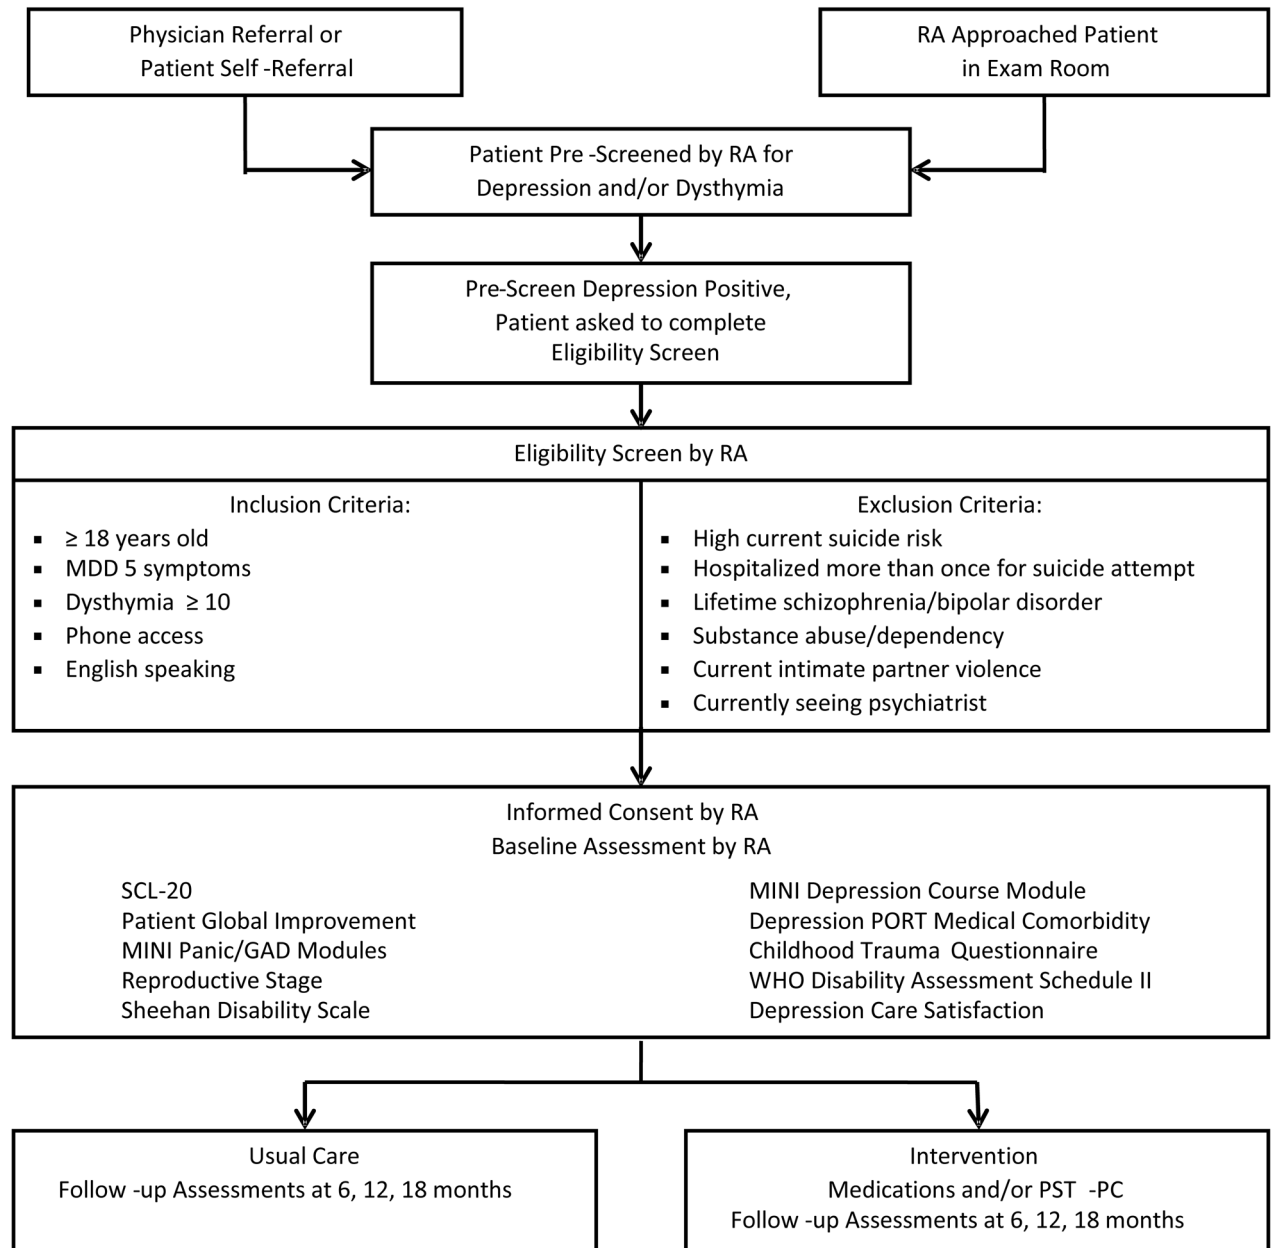 Physician Referral or
Patient Self -Referral
RA Approached Patient
in Exam Room
Patient Pre -Screened by RA for
Depression and/or Dysthymia
Pre-Screen Depression Positive,
Patient asked to complete
Eligibility Screen
Eligibility Screen by RA
Inclusion Criteria:
▪ ≥ 18 years old
▪ MDD 5 symptoms
▪ Dysthymia ≥ 10
▪ Phone access
▪ English speaking
Exclusion Criteria:
▪ High current suicide risk
▪ Hospitalized more than once for suicide attempt
▪ Lifetime schizophrenia/bipolar disorder
▪ Substance abuse/dependency
▪ Current intimate partner violence
▪ Currently seeing psychiatrist
Informed Consent by RA
Baseline Assessment by RA
SCL-20
Patient Global Improvement
MINI Panic/GAD Modules
Reproductive Stage
Sheehan Disability Scale
MINI Depression Course Module
Depression PORT Medical Comorbidity
Childhood Trauma Questionnaire
WHO Disability Assessment Schedule II
Depression Care Satisfaction
Usual Care
Follow -up Assessments at 6, 12, 18 months
Intervention
Medications and/or PST -PC
Follow -up Assessments at 6, 12, 18 months